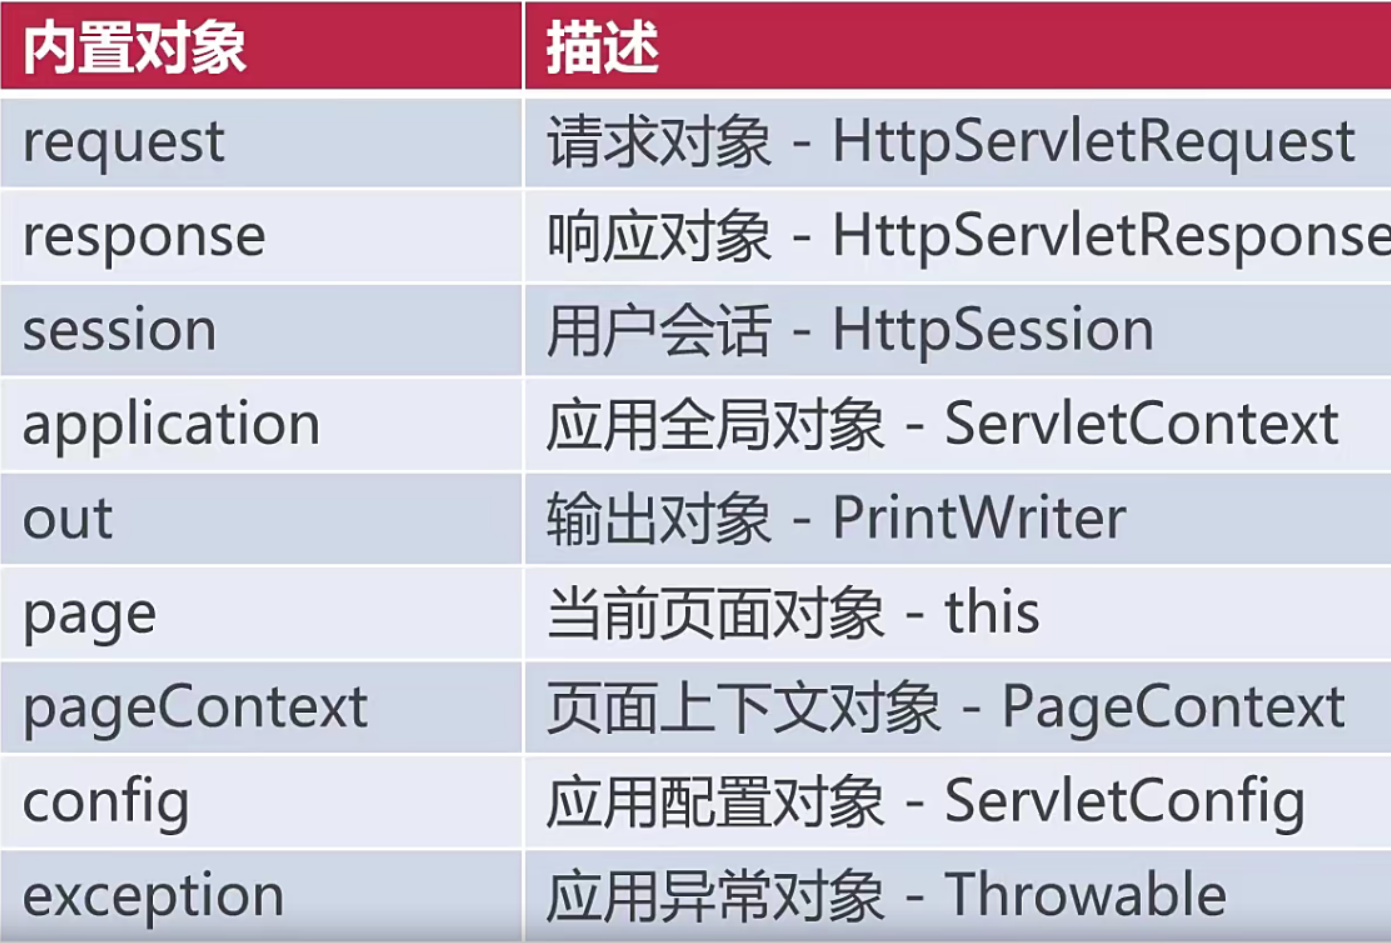 内置对象 描述
request 请求对象 - HttpServletRequest
response 响应对象 - HttpServletResponse
session 用户会话 - HttpSession
application 应用全局对象 - ServletContext
out 输出对象 - PrintWriter
page 当前页面对象 - this
pageContext 页面上下文对象 - PageContext
config 应用配置对象 - ServletConfig
exception 应用异常对象 - Throwable